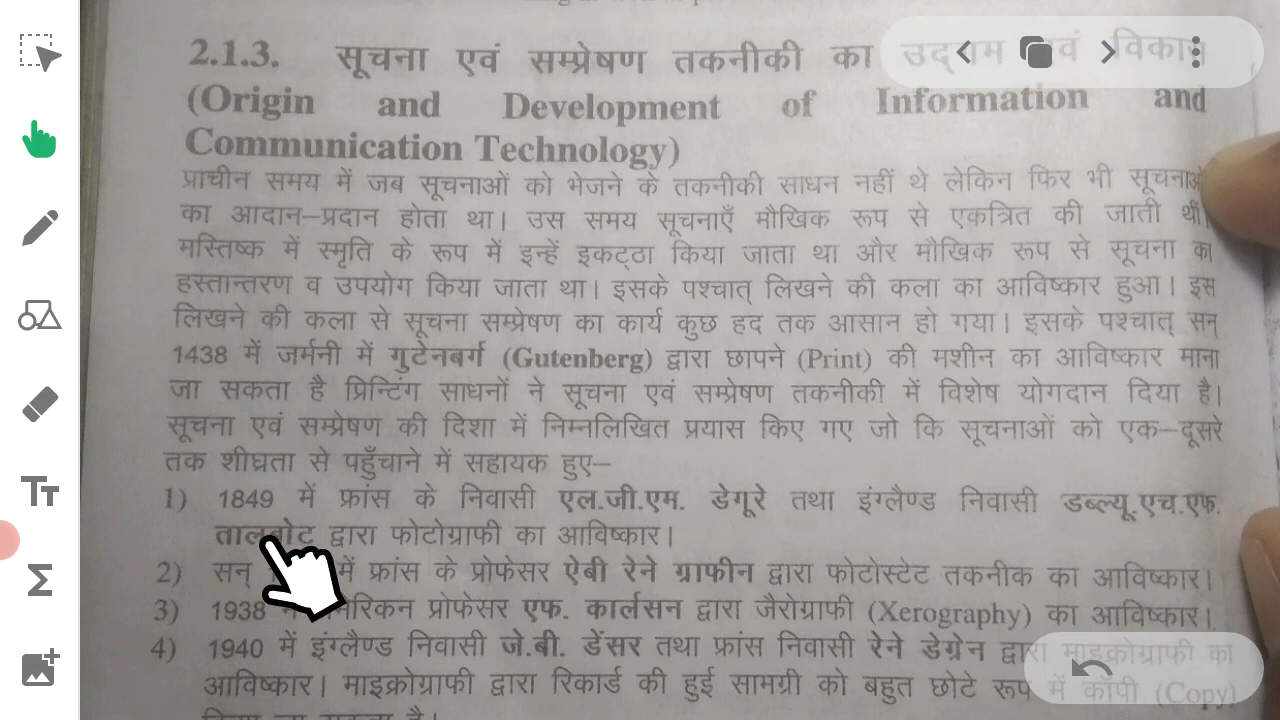 2.1.3. सूचना एवं सम्प्रेषण तकनीकी का
(Origin and Development of Information and
Communication Technology)
प्राचीन समय में जब सूचनाओं को भेजने के तकनीकी साधन नहीं थे लेकिन फिर भी सूचनाओं
का आदान–प्रदान होता था। उस समय सूचनाएँ मौखिक रूप से एकत्रित की जाती थीं।
मस्तिष्क में स्मृति के रूप में इन्हें इकट्ठा किया जाता था और मौखिक रूप से सूचना का
हस्तान्तरण व उपयोग किया जाता था। इसके पश्चात् लिखने की कला का आविष्कार हुआ। इस
लिखने की कला से सूचना सम्प्रेषण का कार्य कुछ हद तक आसान हो गया। इसके पश्चात् सन्
1438 में जर्मनी में गुटेनबर्ग (Gutenberg) द्वारा छापने (Print) की मशीन का आविष्कार माना
जा सकता है प्रिन्टिंग साधनों ने सूचना एवं सम्प्रेषण तकनीकी में विशेष योगदान दिया है।
सूचना एवं सम्प्रेषण की दिशा में निम्नलिखित प्रयास किए गए जो कि सूचनाओं को एक–दूसरे
तक शीघ्रता से पहुँचाने में सहायक हुए–
1) 1849 में फ्रांस के निवासी एल.जी.एम. डेगूरे तथा इंग्लैण्ड निवासी डब्ल्यू.एच.एफ.
तालबोट द्वारा फोटोग्राफी का आविष्कार।
2) सन् में फ्रांस के प्रोफेसर ऐबी रेने ग्राफीन द्वारा फोटोस्टेट तकनीक का आविष्कार।
3) 1938 प्रोफेसर एफ. कार्लसन द्वारा जैरोग्राफी (Xerography) का आविष्कार।
4) 1940 में इंग्लैण्ड निवासी जे.बी. डेंसर तथा फ्रांस निवासी रेने डेग्रेन द्वारा माइक्रोग्राफी का
आविष्कार। माइक्रोग्राफी द्वारा रिकार्ड की हुई सामग्री को बहुत छोटे रूप में कॉपी (Copy)